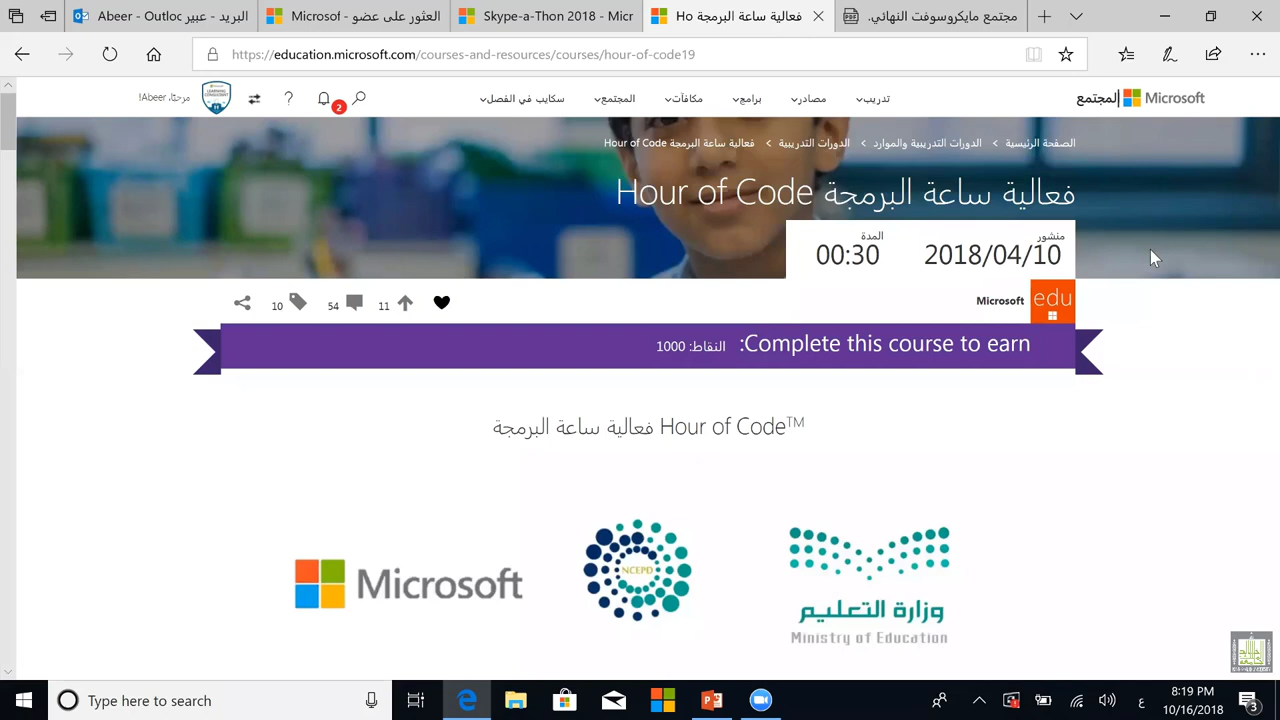 البريد - عبير Abeer - Outloc
العثور على عضو - Microsof
Skype-a-Thon 2018 - Micr
فعالية ساعة البرمجة Ho
مجتمع مايكروسوفت النهائي.
https://education.microsoft.com/courses-and-resources/courses/hour-of-code19
Microsoft المجتمع
تدريب
مصادر
برامج
مكافآت
المجتمع
سكايب في الفصل
2
مرحبًا، Abeer!
الصفحة الرئيسية > الدورات التدريبية والموارد > الدورات التدريبية > فعالية ساعة البرمجة Hour of Code
فعالية ساعة البرمجة Hour of Code
منشور
2018/04/10
المدة
00:30
edu
Microsoft
11
54
10
Complete this course to earn: النقاط: 1000
Hour of Code™ فعالية ساعة البرمجة
Microsoft
NCEPD
وزارة التعليم
Ministry of Education
Type here to search
ع
8:19 PM
10/16/2018
3